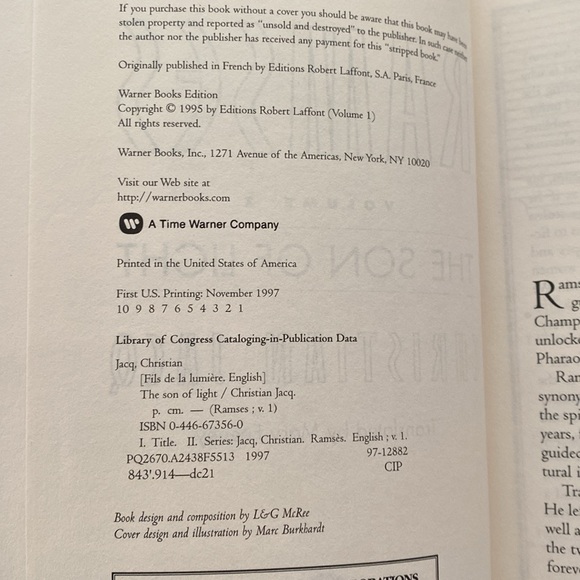 If you purchase this book without a cover you should be aware that this book may have been
stolen property and reported as "unsold and destroyed" to the publisher. In such case neither
the author nor the publisher has received any payment for this "stripped book."
Originally published in French by Editions Robert Laffont, S.A. Paris, France
Warner Books Edition
Copyright © 1995 by Editions Robert Laffont (Volume 1)
All rights reserved.
Warner Books, Inc., 1271 Avenue of the Americas, New York, NY 10020
Visit our Web site at
http://warnerbooks.com
A Time Warner Company
Printed in the United States of America
First U.S. Printing: November 1997
10 9 8 7 6 5 4 3 2 1
Library of Congress Cataloging-in-Publication Data
Jacq, Christian
[Fils de la lumière. English]
The son of light / Christian Jacq.
p. cm. — (Ramses ; v. 1)
ISBN 0-446-67356-0
I. Title. II. Series: Jacq, Christian. Ramsès. English ; v. 1.
PQ2670.A2438F5513 1997 97-12882
843'.914—dc21 CIP
Book design and composition by L&G McRee
Cover design and illustration by Marc Burkhardt
Rams
g
Champ
unlock
Pharao
Ran
synony
the spi
years,
guided
tural i
Tra
He le
well a
the tw
forev